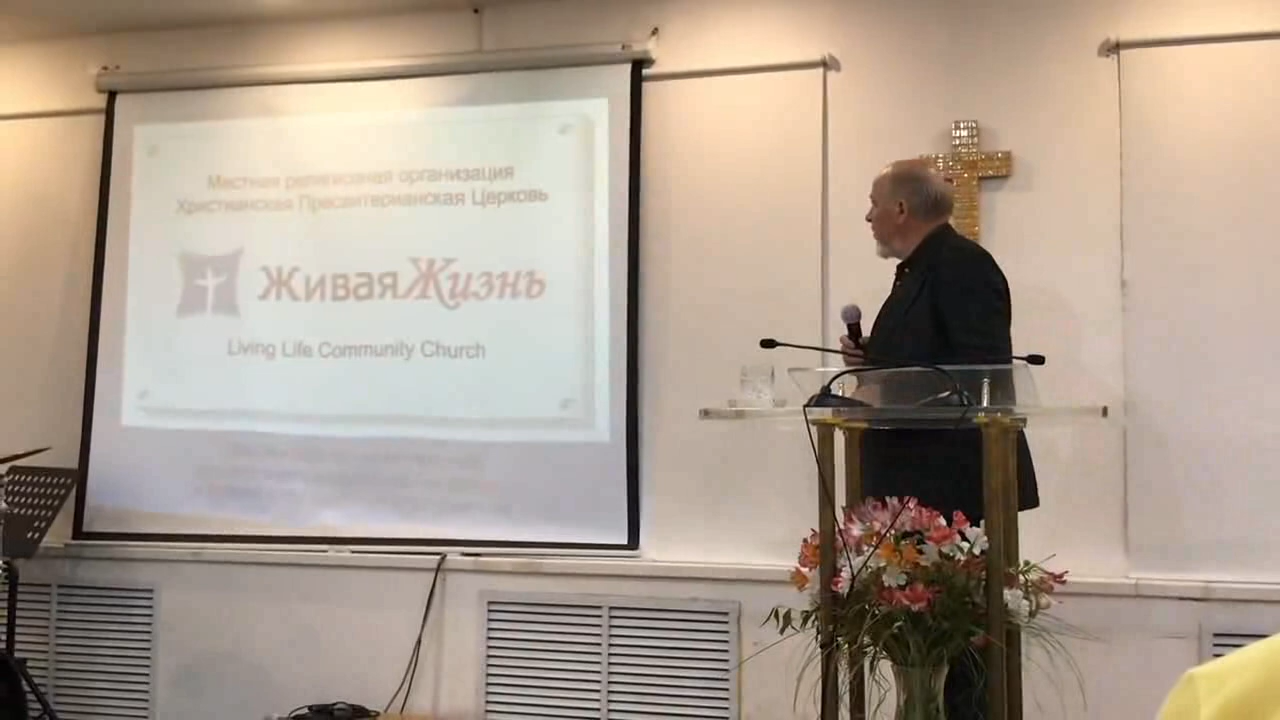 Местная религиозная организация
Христианская Пресвитерианская Церковь
ЖиваяЖизнь
Living Life Community Church